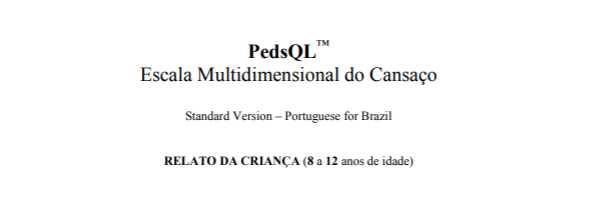 PedsQL™
Escala Multidimensional do Cansaço
Standard Version – Portuguese for Brazil
RELATO DA CRIANÇA (8 a 12 anos de idade)